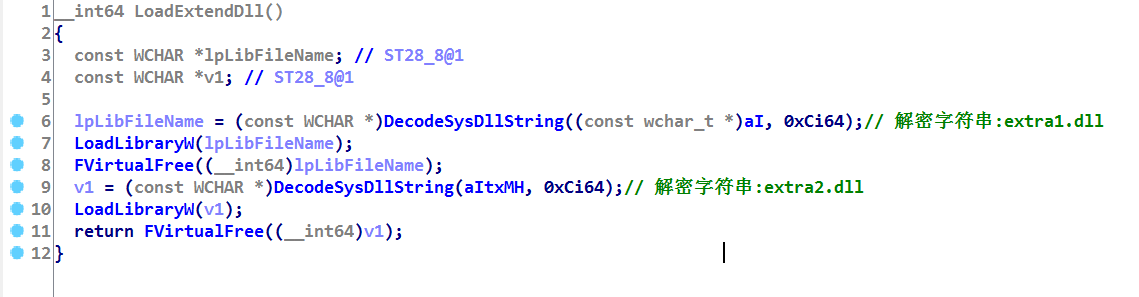 1 __int64 LoadExtendDll()
2 {
3 const WCHAR *lpLibFileName; // ST28_8@1
4 const WCHAR *v1; // ST28_8@1
5
6 lpLibFileName = (const WCHAR *)DecodeSysDllString((const wchar_t *)aI, 0xCi64);// 解密字符串:extra1.dll
7 LoadLibraryW(lpLibFileName);
8 FVirtualFree((__int64)lpLibFileName);
9 v1 = (const WCHAR *)DecodeSysDllString(aItxMH, 0xCi64);// 解密字符串:extra2.dll
10 LoadLibraryW(v1);
11 return FVirtualFree((__int64)v1);
12 }